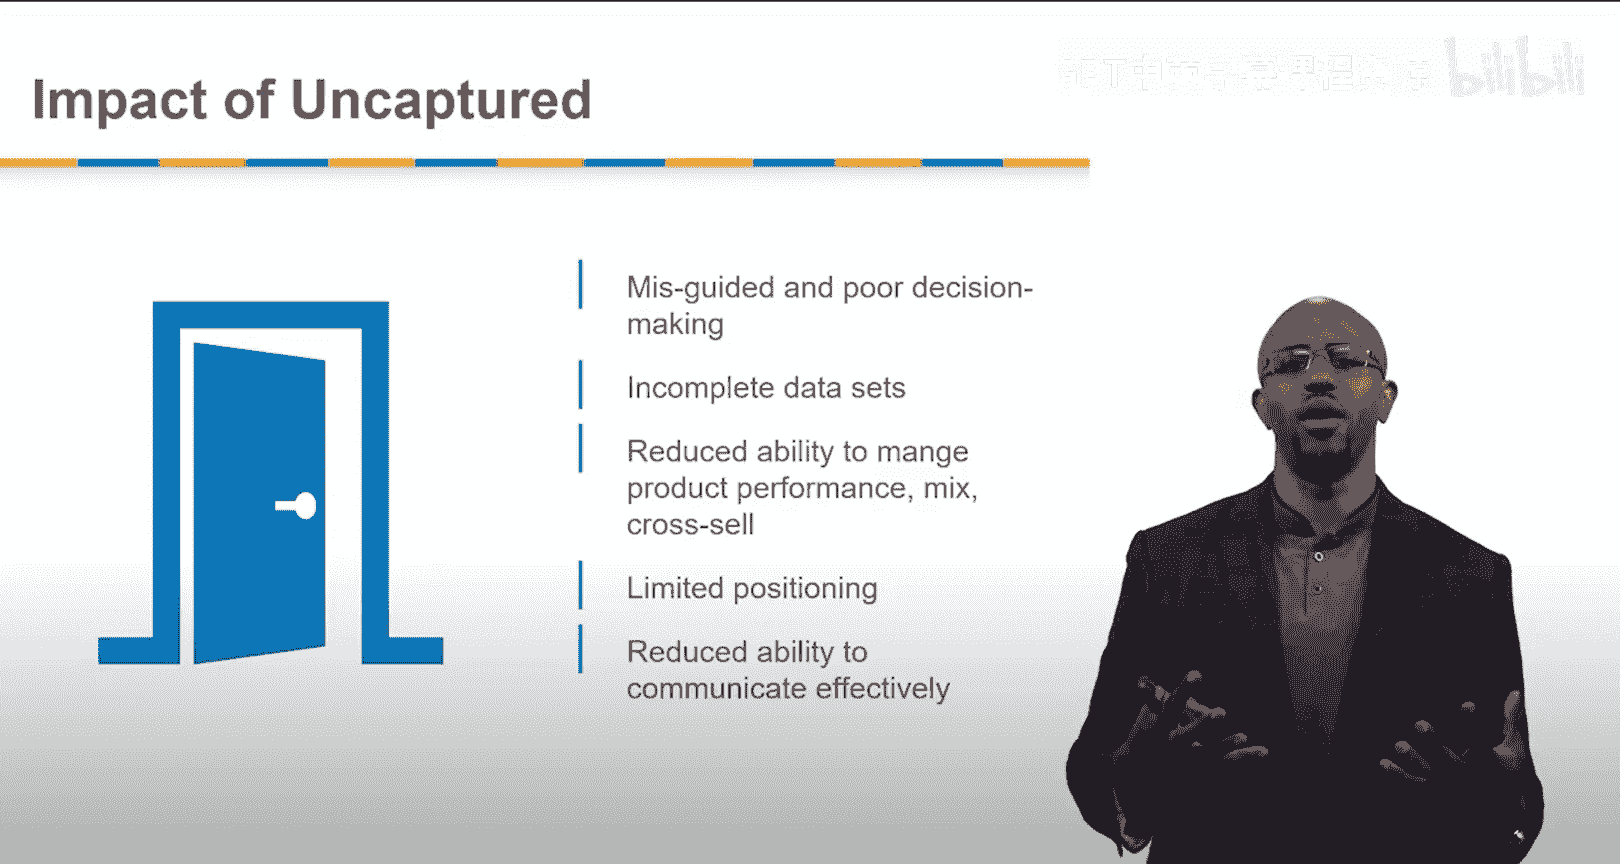 Impact of Uncaptured
bilibili
Mis-guided and poor decision-
making
Incomplete data sets
Reduced ability to mange
product performance, mix,
cross-sell
Limited positioning
Reduced ability to
communicate effectively